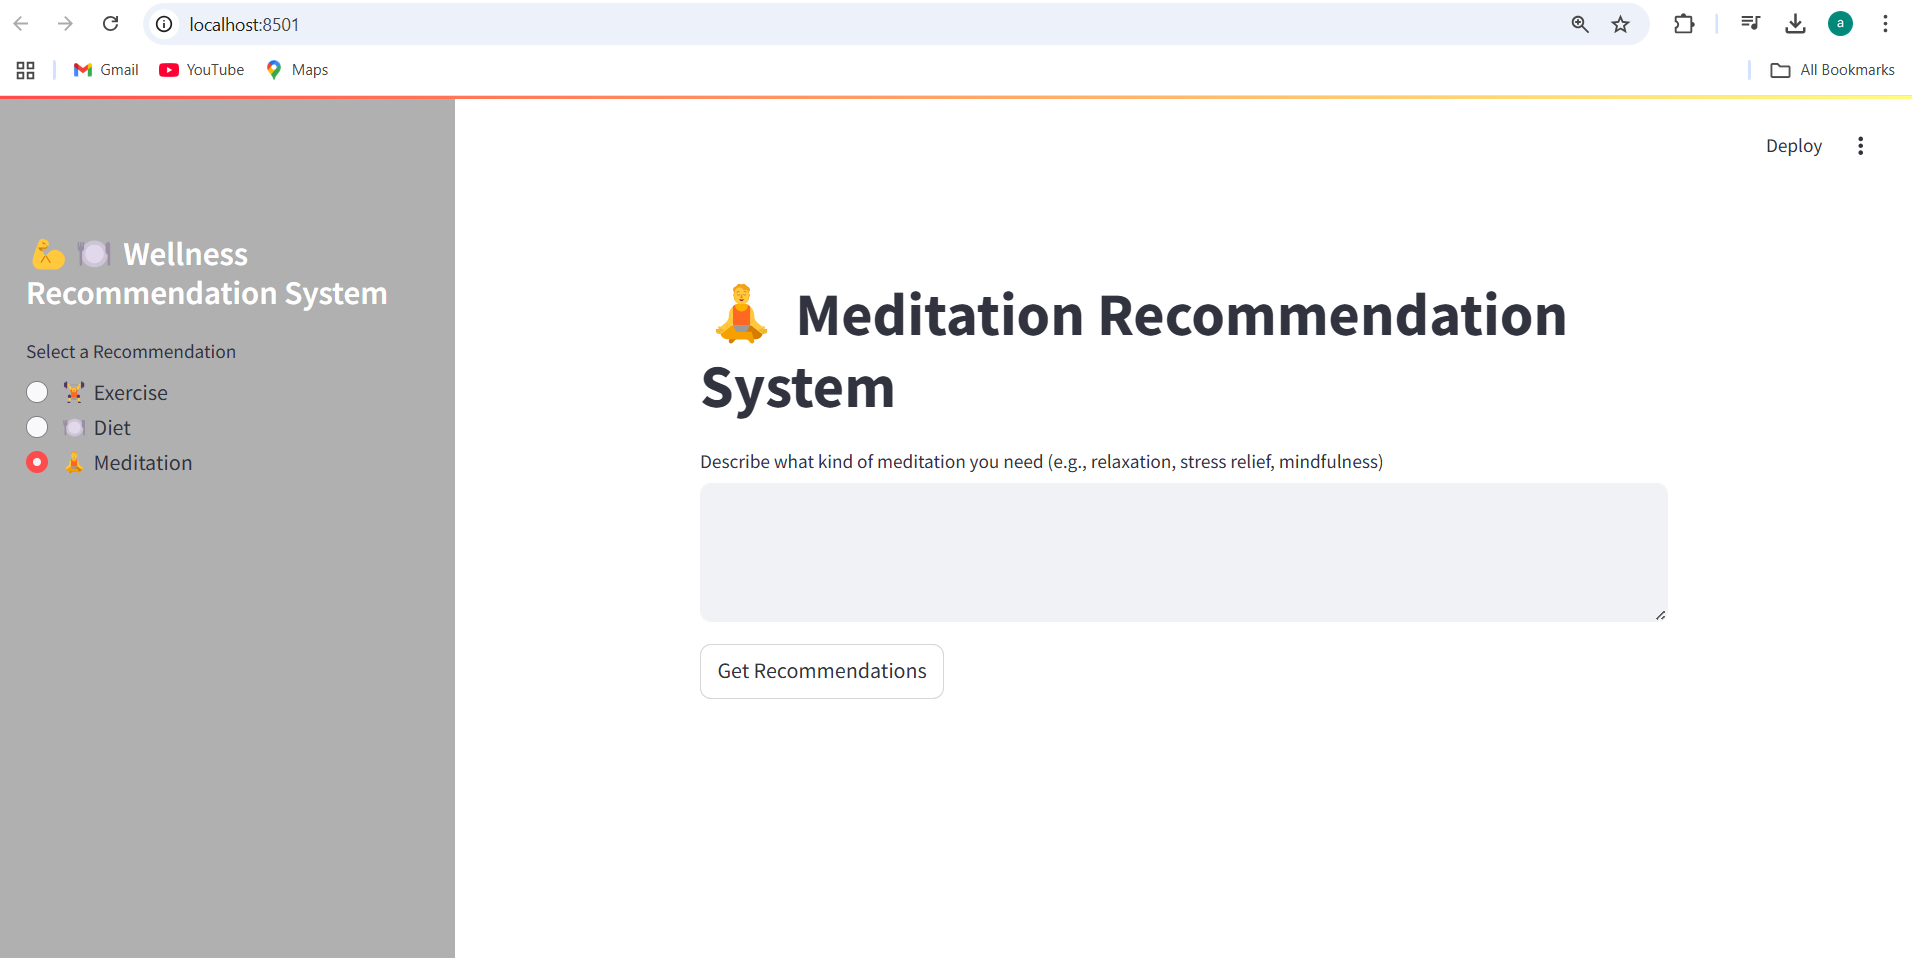 localhost:8501
a
Gmail
YouTube
Maps
All Bookmarks
Deploy
💪 🍽️ Wellness
Recommendation System
Select a Recommendation
🏋️ Exercise
🍽️ Diet
🧘 Meditation
🧘 Meditation Recommendation
System
Describe what kind of meditation you need (e.g., relaxation, stress relief, mindfulness)
Get Recommendations